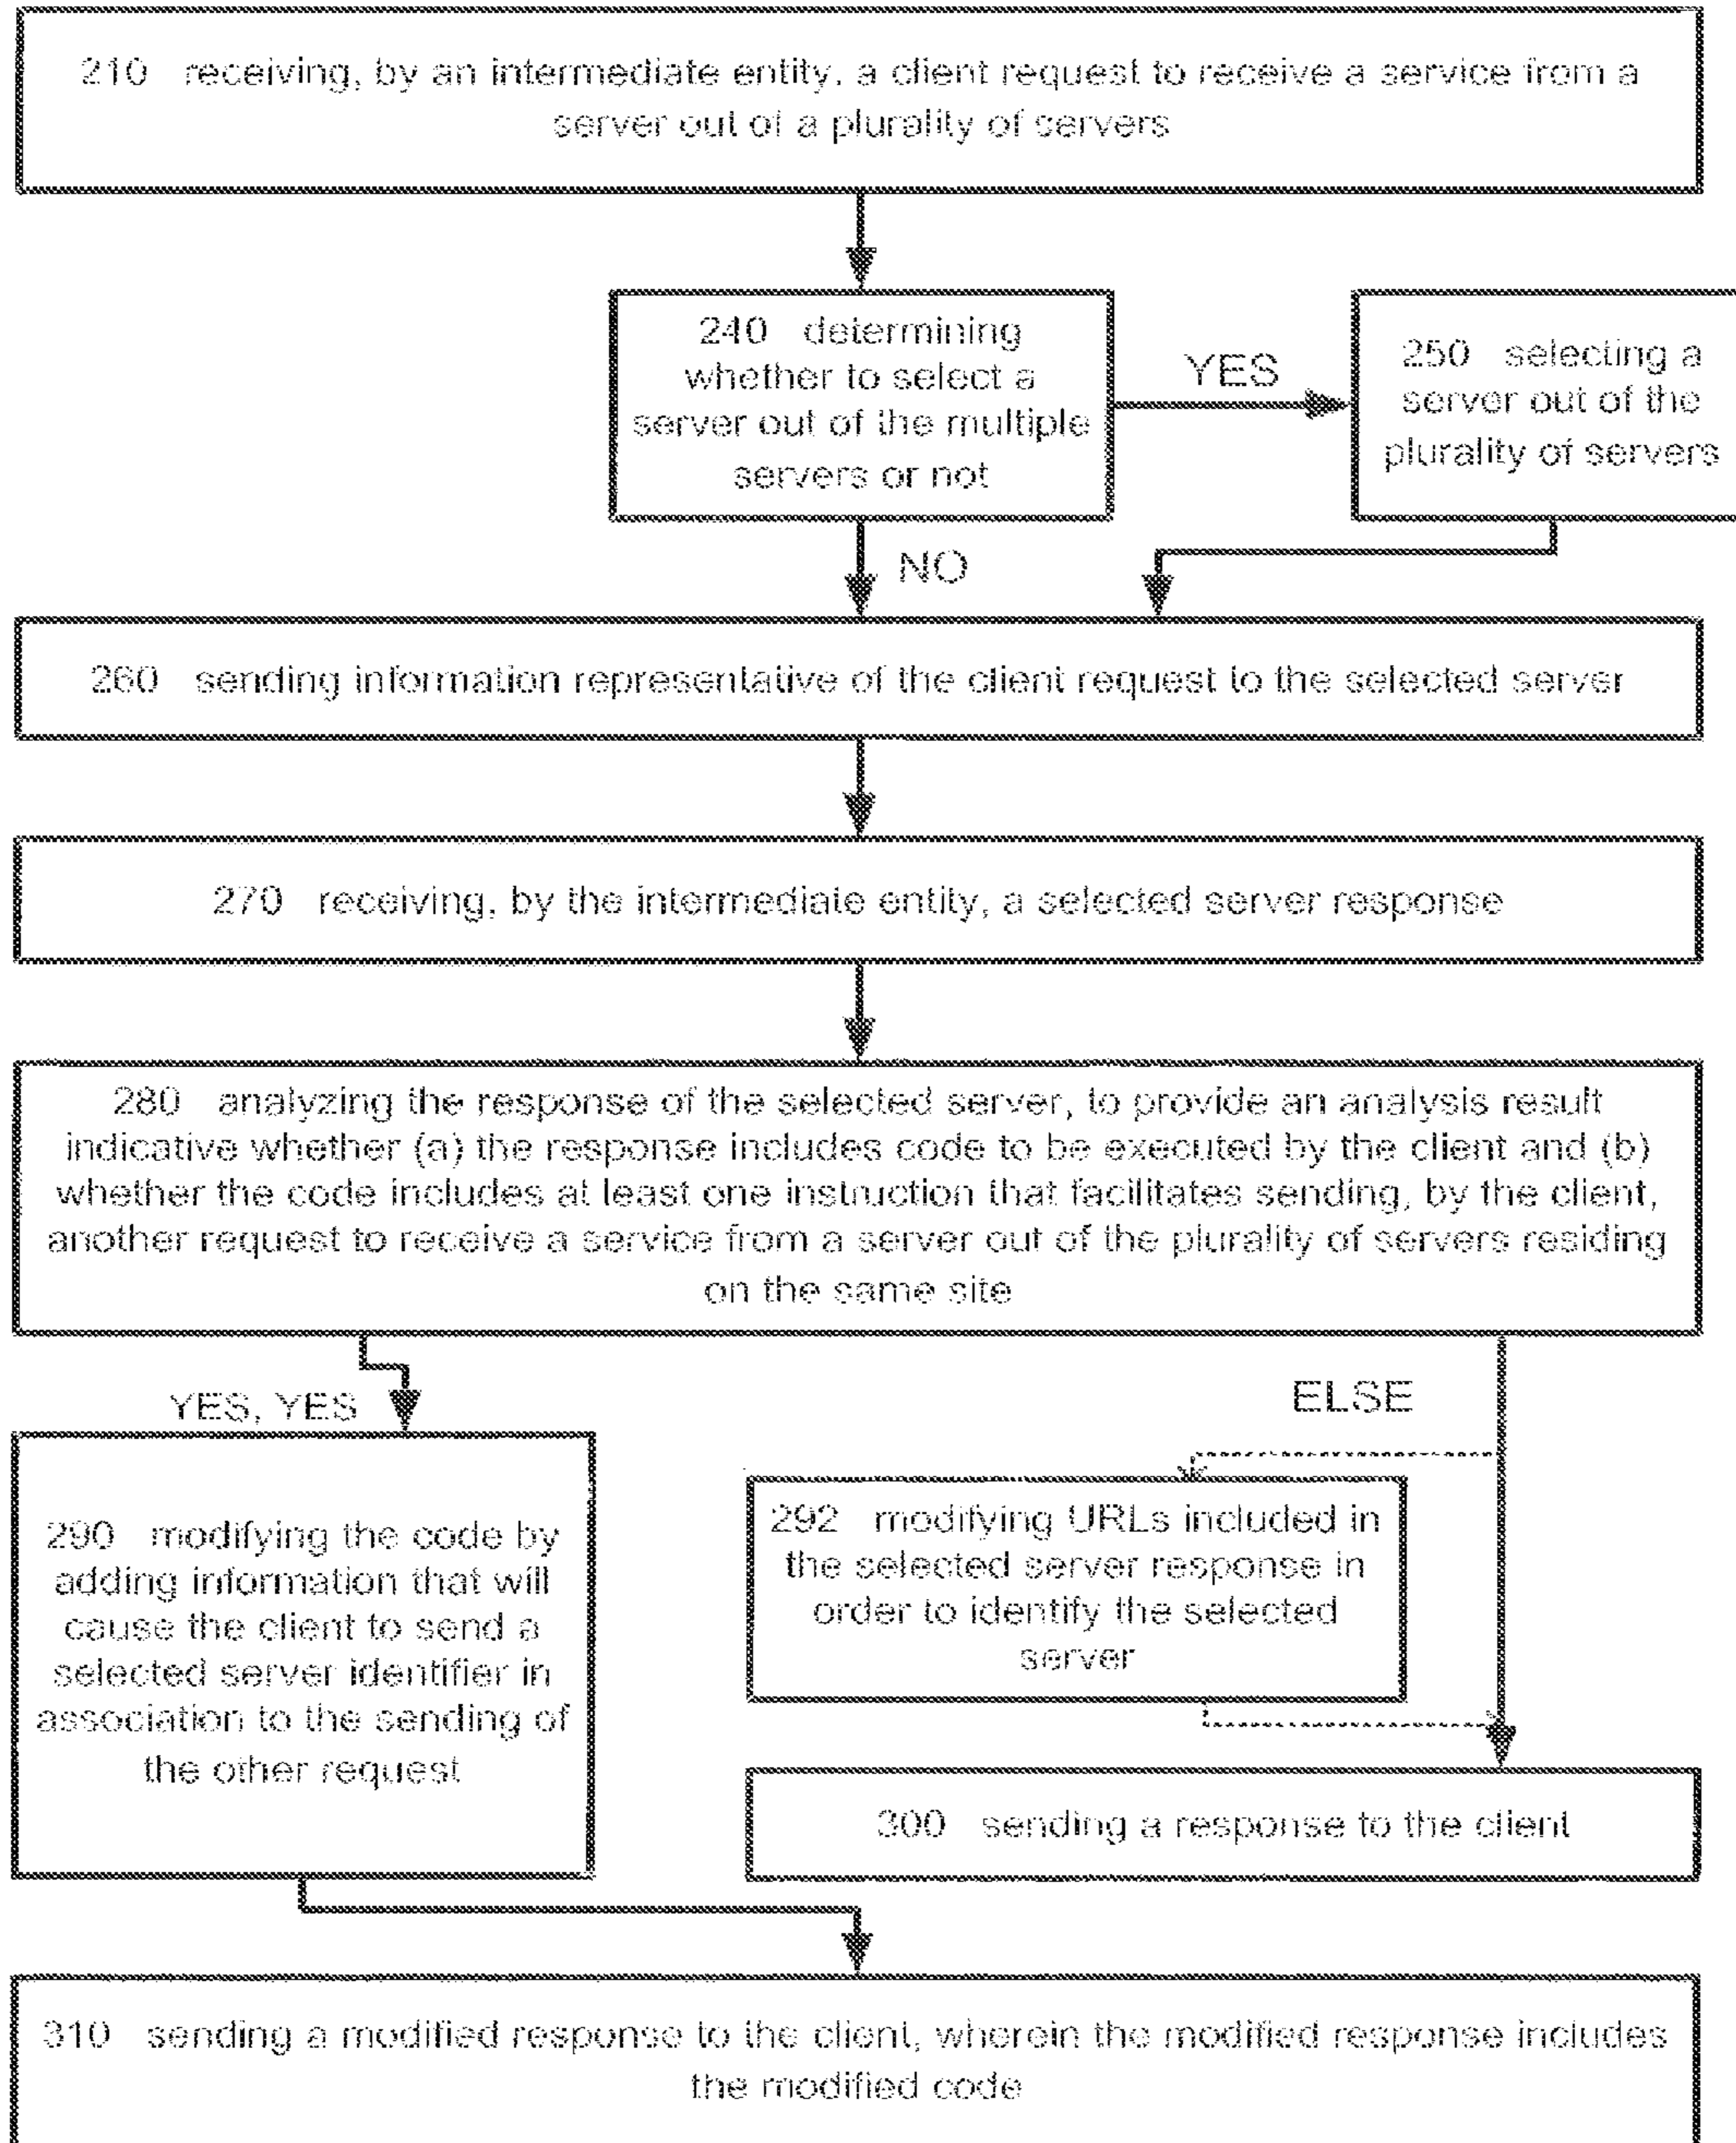 210 receiving, by an intermediate entity, a client request to receive a service from a
server out of a plurality of servers
240 determining
whether to select a
server out of the multiple
servers or not
YES
250 selecting a
server out of the
plurality of servers
NO
260 sending information representative of the client request to the selected server
270 receiving, by the intermediate entity, a selected server response
280 analyzing the response of the selected server, to provide an analysis result
indicative whether (a) the response includes code to be executed by the client and (b)
whether the code includes at least one instruction that facilitates sending, by the client,
another request to receive a service from a server out of the plurality of servers residing
on the same site
YES, YES
ELSE
290 modifying the code by
adding information that will
cause the client to send a
selected server identifier in
association to the sending of
the other request
292 modifying URLs included in
the selected server response in
order to identify the selected
server
300 sending a response to the client
310 sending a modified response to the client, wherein the modified response includes
the modified code